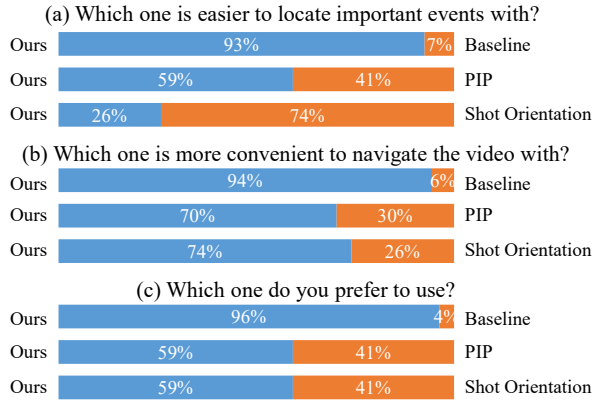 (a) Which one is easier to locate important events with?
Ours 93% 7% Baseline
Ours 59% 41% PIP
Ours 26% 74% Shot Orientation
(b) Which one is more convenient to navigate the video with?
Ours 94% 6% Baseline
Ours 70% 30% PIP
Ours 74% 26% Shot Orientation
(c) Which one do you prefer to use?
Ours 96% 4% Baseline
Ours 59% 41% PIP
Ours 59% 41% Shot Orientation